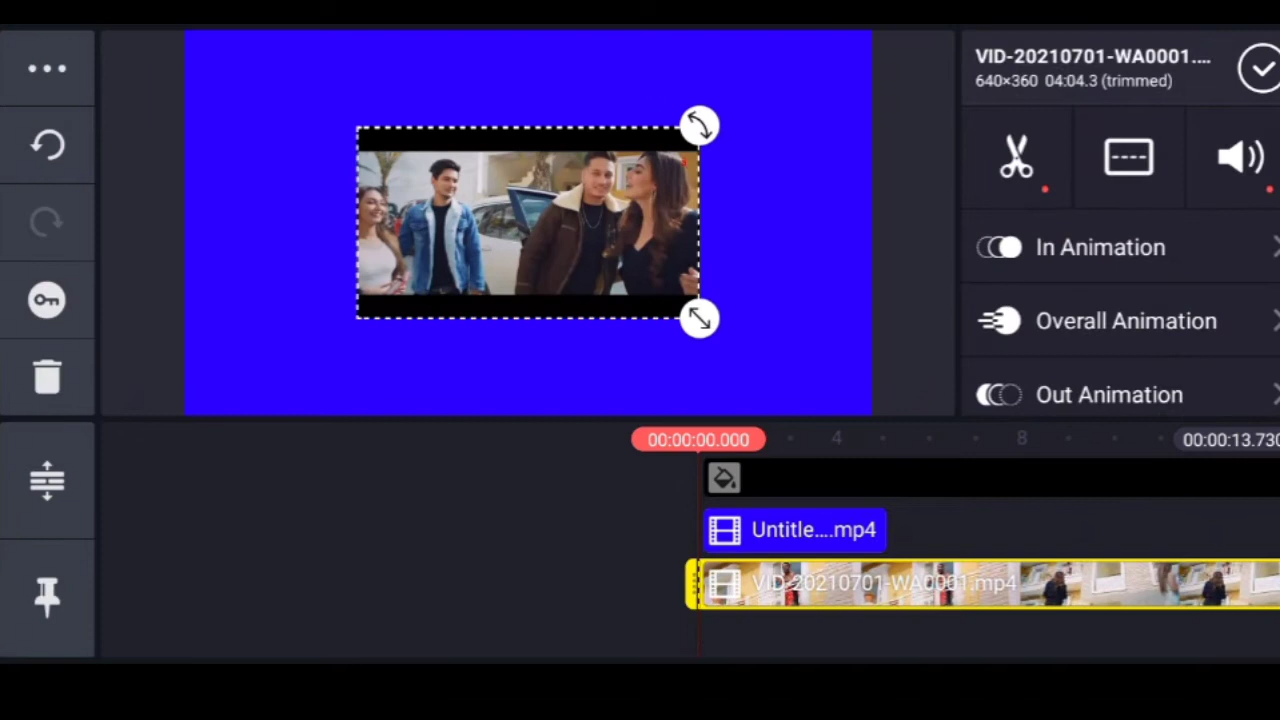 VID-20210701-WA0001....
640×360 04:04.3 (trimmed)
In Animation
Overall Animation
Out Animation
00:00:00.000
4
8
00:00:13.730
Untitle....mp4
VID-20210701-WA0001.mp4